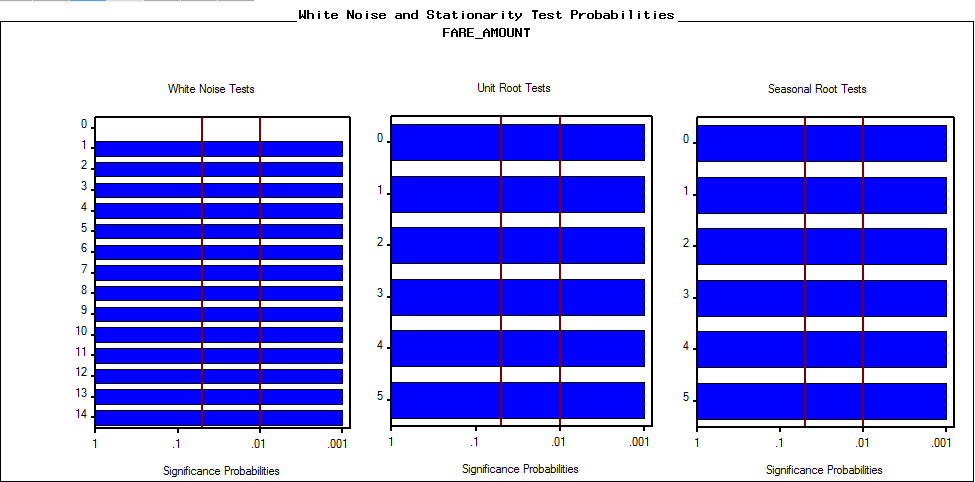 White Noise and Stationarity Test Probabilities
FARE_AMOUNT
White Noise Tests
0
1
2
3
4
5
6
7
8
9
10
11
12
13
14
1 .1 .01 .001
Significance Probabilities
Unit Root Tests
0
1
2
3
4
5
1 .1 .01 .001
Significance Probabilities
Seasonal Root Tests
0
1
2
3
4
5
1 .1 .01 .001
Significance Probabilities